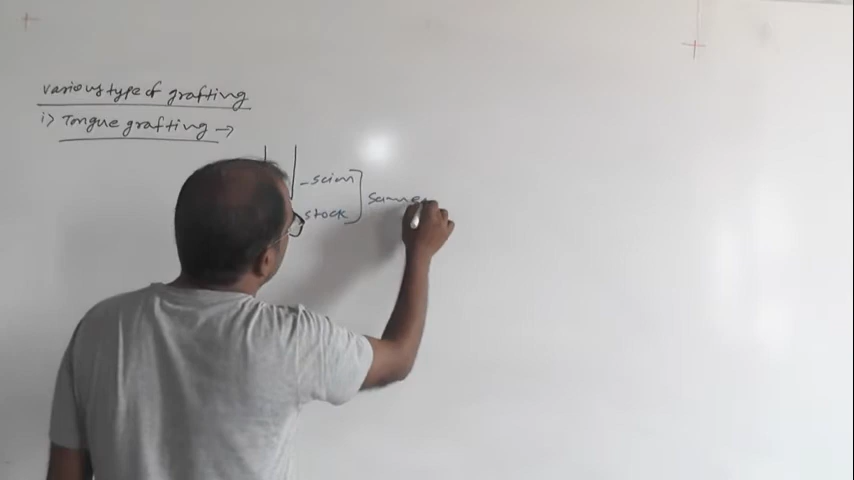 various type of grafting
i) Tongue grafting →
- scion
stock
same